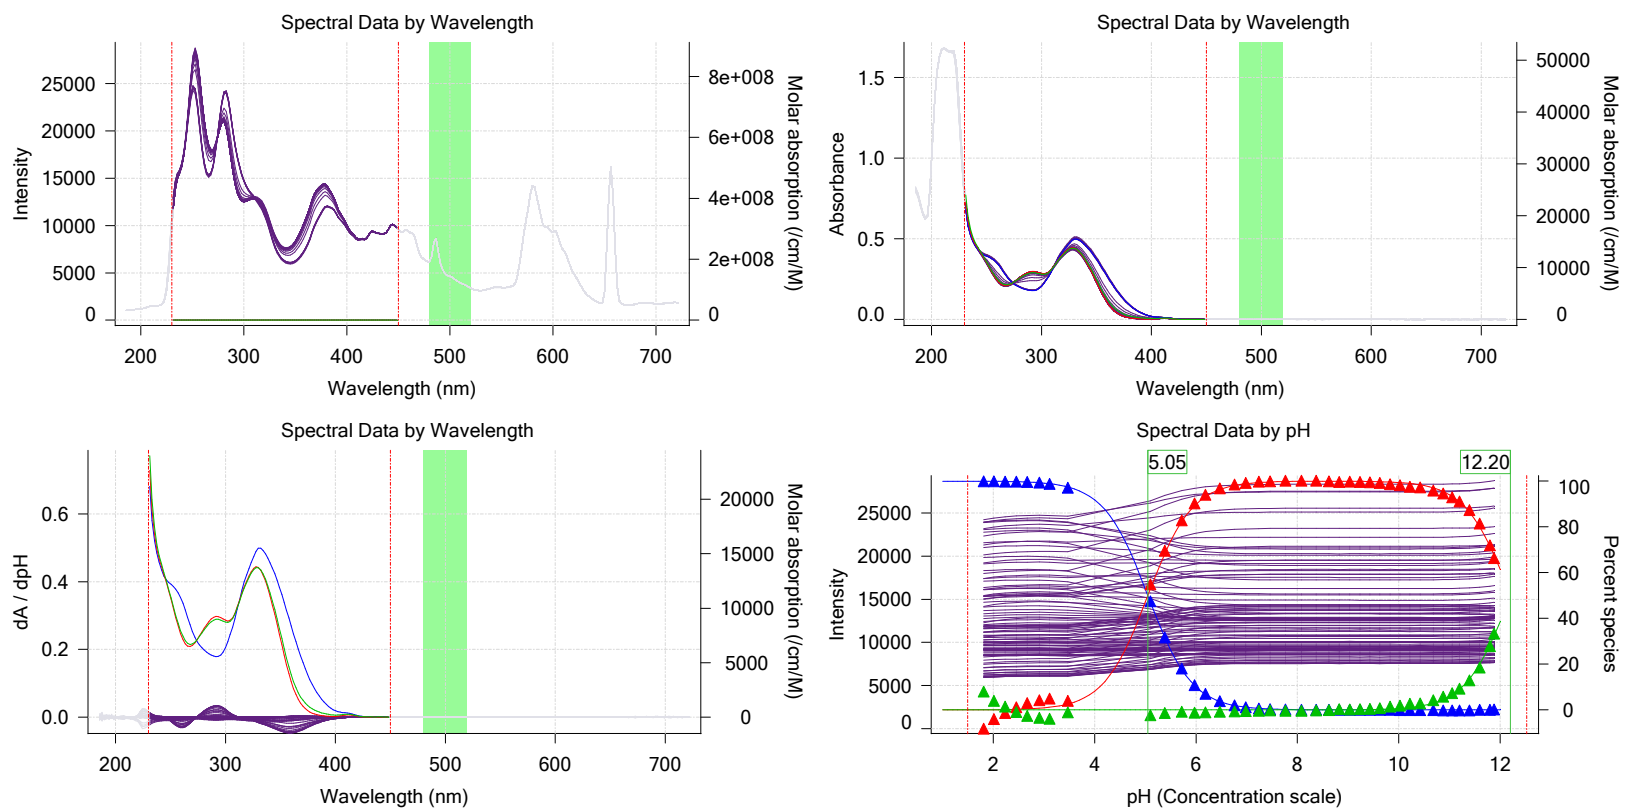 Spectral Data by Wavelength
Intensity
25000
20000
15000
10000
5000
0
8e+008
6e+008
4e+008
2e+008
0
Molar absorption (/cm/M)
200 300 400 500 600 700
Wavelength (nm)
Spectral Data by Wavelength
Absorbance
1.5
1.0
0.5
0.0
50000
40000
30000
20000
10000
0
Molar absorption (/cm/M)
200 300 400 500 600 700
Wavelength (nm)
Spectral Data by Wavelength
dA / dpH
0.6
0.4
0.2
0.0
20000
15000
10000
5000
0
Molar absorption (/cm/M)
200 300 400 500 600 700
Wavelength (nm)
Spectral Data by pH
5.05 12.20
Intensity
25000
20000
15000
10000
5000
0
100
80
60
40
20
0
Percent species
2 4 6 8 10 12
pH (Concentration scale)